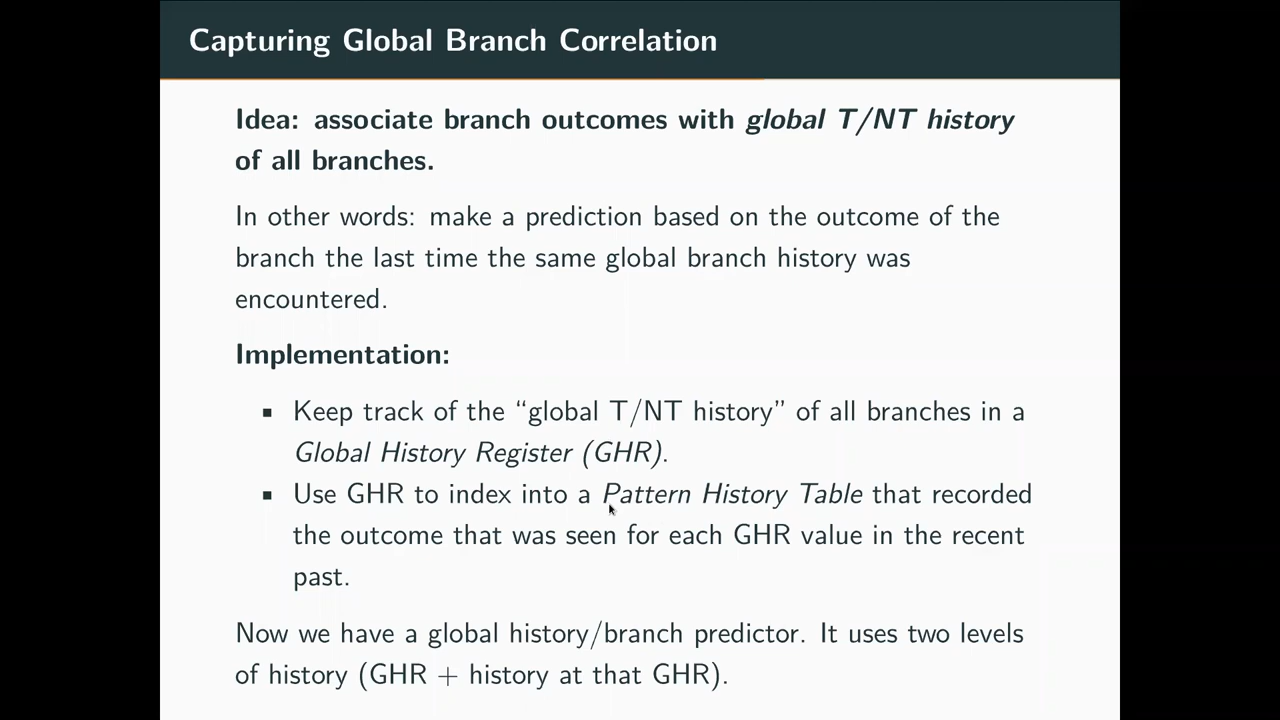 Capturing Global Branch Correlation
Idea: associate branch outcomes with global T/NT history
of all branches.
In other words: make a prediction based on the outcome of the
branch the last time the same global branch history was
encountered.
Implementation:
▪ Keep track of the “global T/NT history” of all branches in a
Global History Register (GHR).
▪ Use GHR to index into a Pattern History Table that recorded
the outcome that was seen for each GHR value in the recent
past.
Now we have a global history/branch predictor. It uses two levels
of history (GHR + history at that GHR).